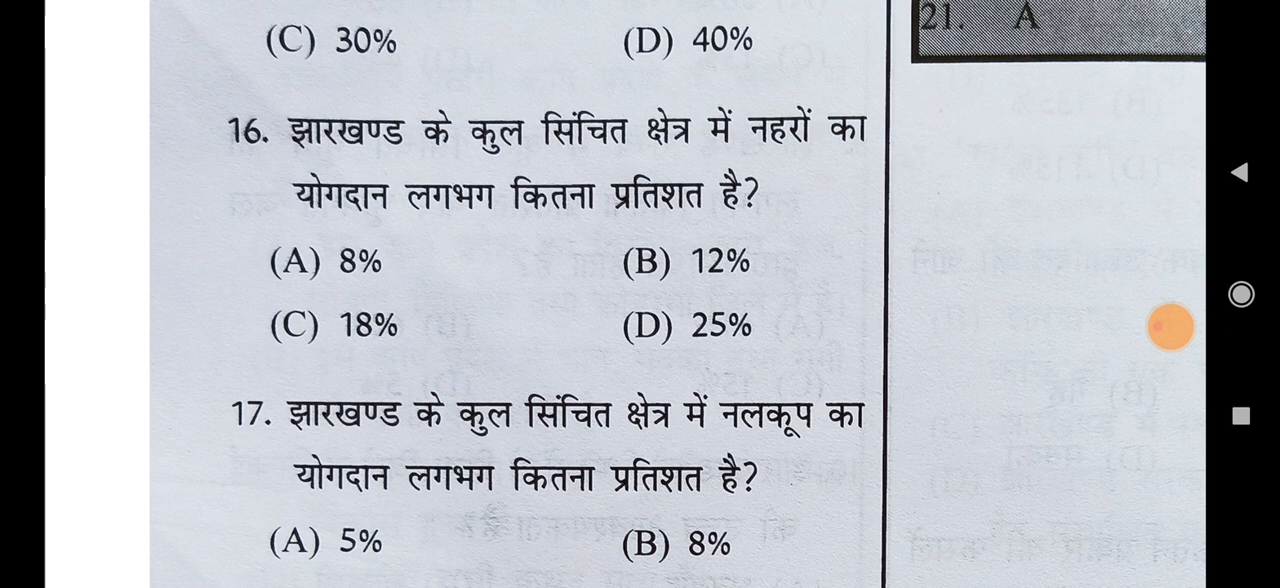 (C) 30% (D) 40%
16. झारखण्ड के कुल सिंचित क्षेत्र में नहरों का
योगदान लगभग कितना प्रतिशत है?
(A) 8% (B) 12%
(C) 18% (D) 25%
17. झारखण्ड के कुल सिंचित क्षेत्र में नलकूप का
योगदान लगभग कितना प्रतिशत है?
(A) 5% (B) 8%
21. A